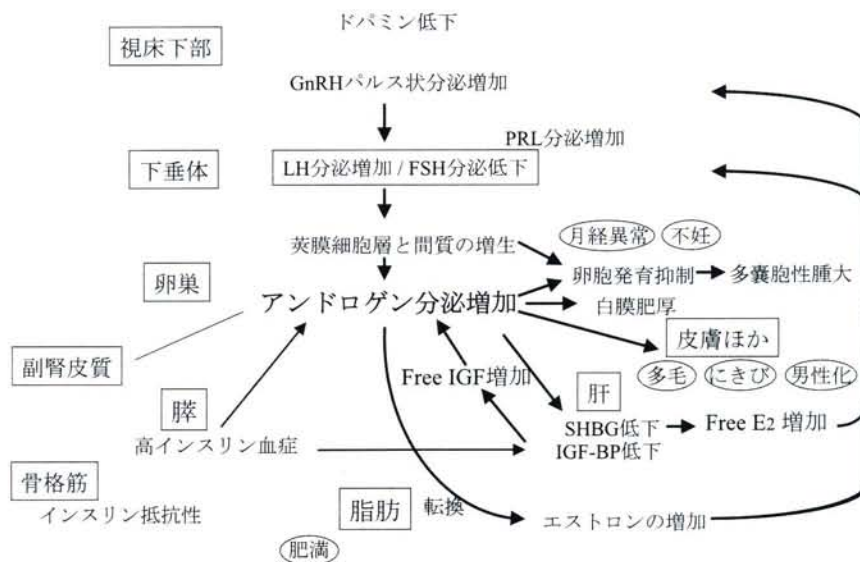 ドパミン低下
視床下部
GnRHパルス状分泌増加
PRL分泌増加
下垂体
LH分泌増加 / FSH分泌低下
莢膜細胞層と間質の増生
月経異常
不妊
卵巣
卵胞発育抑制
多嚢胞性腫大
アンドロゲン分泌増加
白膜肥厚
副腎皮質
皮膚ほか
Free IGF増加
多毛
にきび
男性化
膵
肝
高インスリン血症
SHBG低下
Free E2 増加
IGF-BP低下
骨格筋
インスリン抵抗性
脂肪
転換
エストロンの増加
肥満